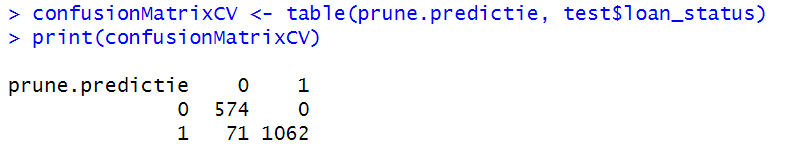 > confusionMatrixCV <- table(prune.predictie, test$loan_status)
> print(confusionMatrixCV)

prune.predictie    0    1
              0  574    0
              1   71 1062